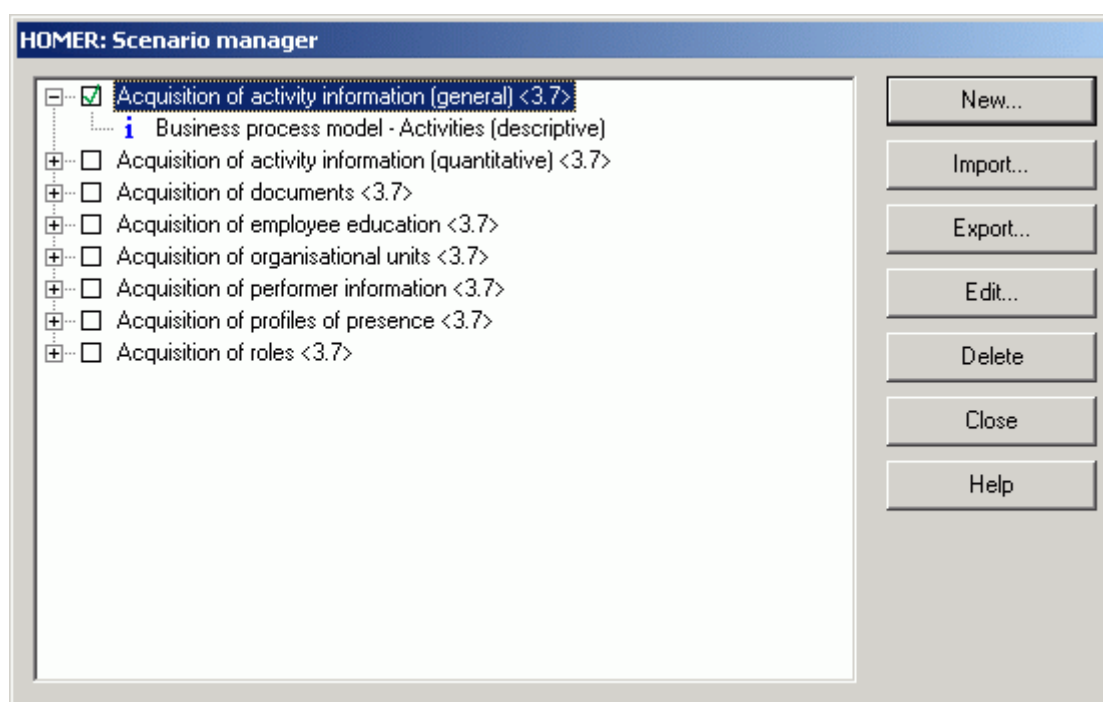 HOMER: Scenario manager
Acquisition of activity information (general) <3.7>
i Business process model - Activities (descriptive)
Acquisition of activity information (quantitative) <3.7>
Acquisition of documents <3.7>
Acquisition of employee education <3.7>
Acquisition of organisational units <3.7>
Acquisition of performer information <3.7>
Acquisition of profiles of presence <3.7>
Acquisition of roles <3.7>
New...
Import...
Export...
Edit...
Delete
Close
Help